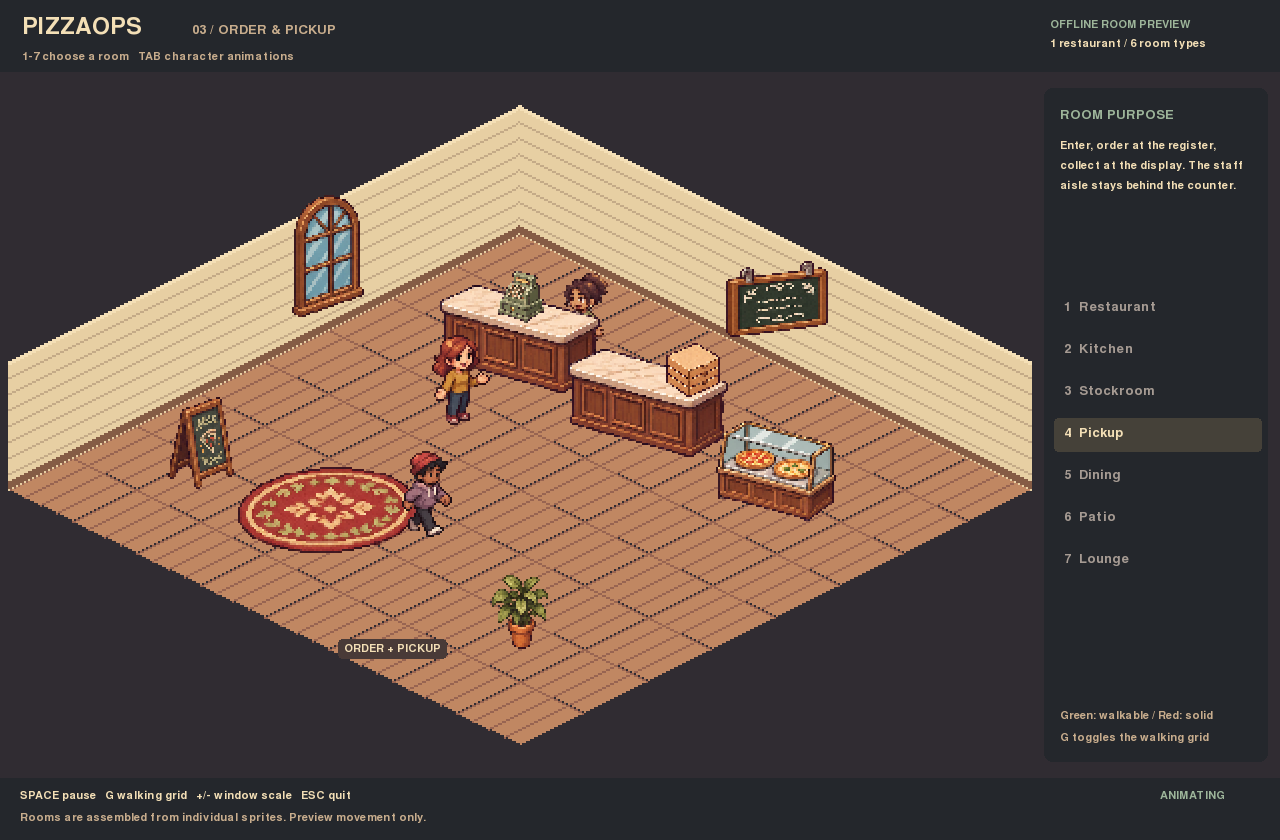 PIZZAOPS
03 / ORDER & PICKUP
1-7 choose a room TAB character animations
OFFLINE ROOM PREVIEW
1 restaurant / 6 room types
ROOM PURPOSE
Enter, order at the register,
collect at the display. The staff
aisle stays behind the counter.
1 Restaurant
2 Kitchen
3 Stockroom
4 Pickup
5 Dining
6 Patio
7 Lounge
Green: walkable / Red: solid
G toggles the walking grid
ORDER + PICKUP
SPACE pause G walking grid +/- window scale ESC quit
Rooms are assembled from individual sprites. Preview movement only.
ANIMATING